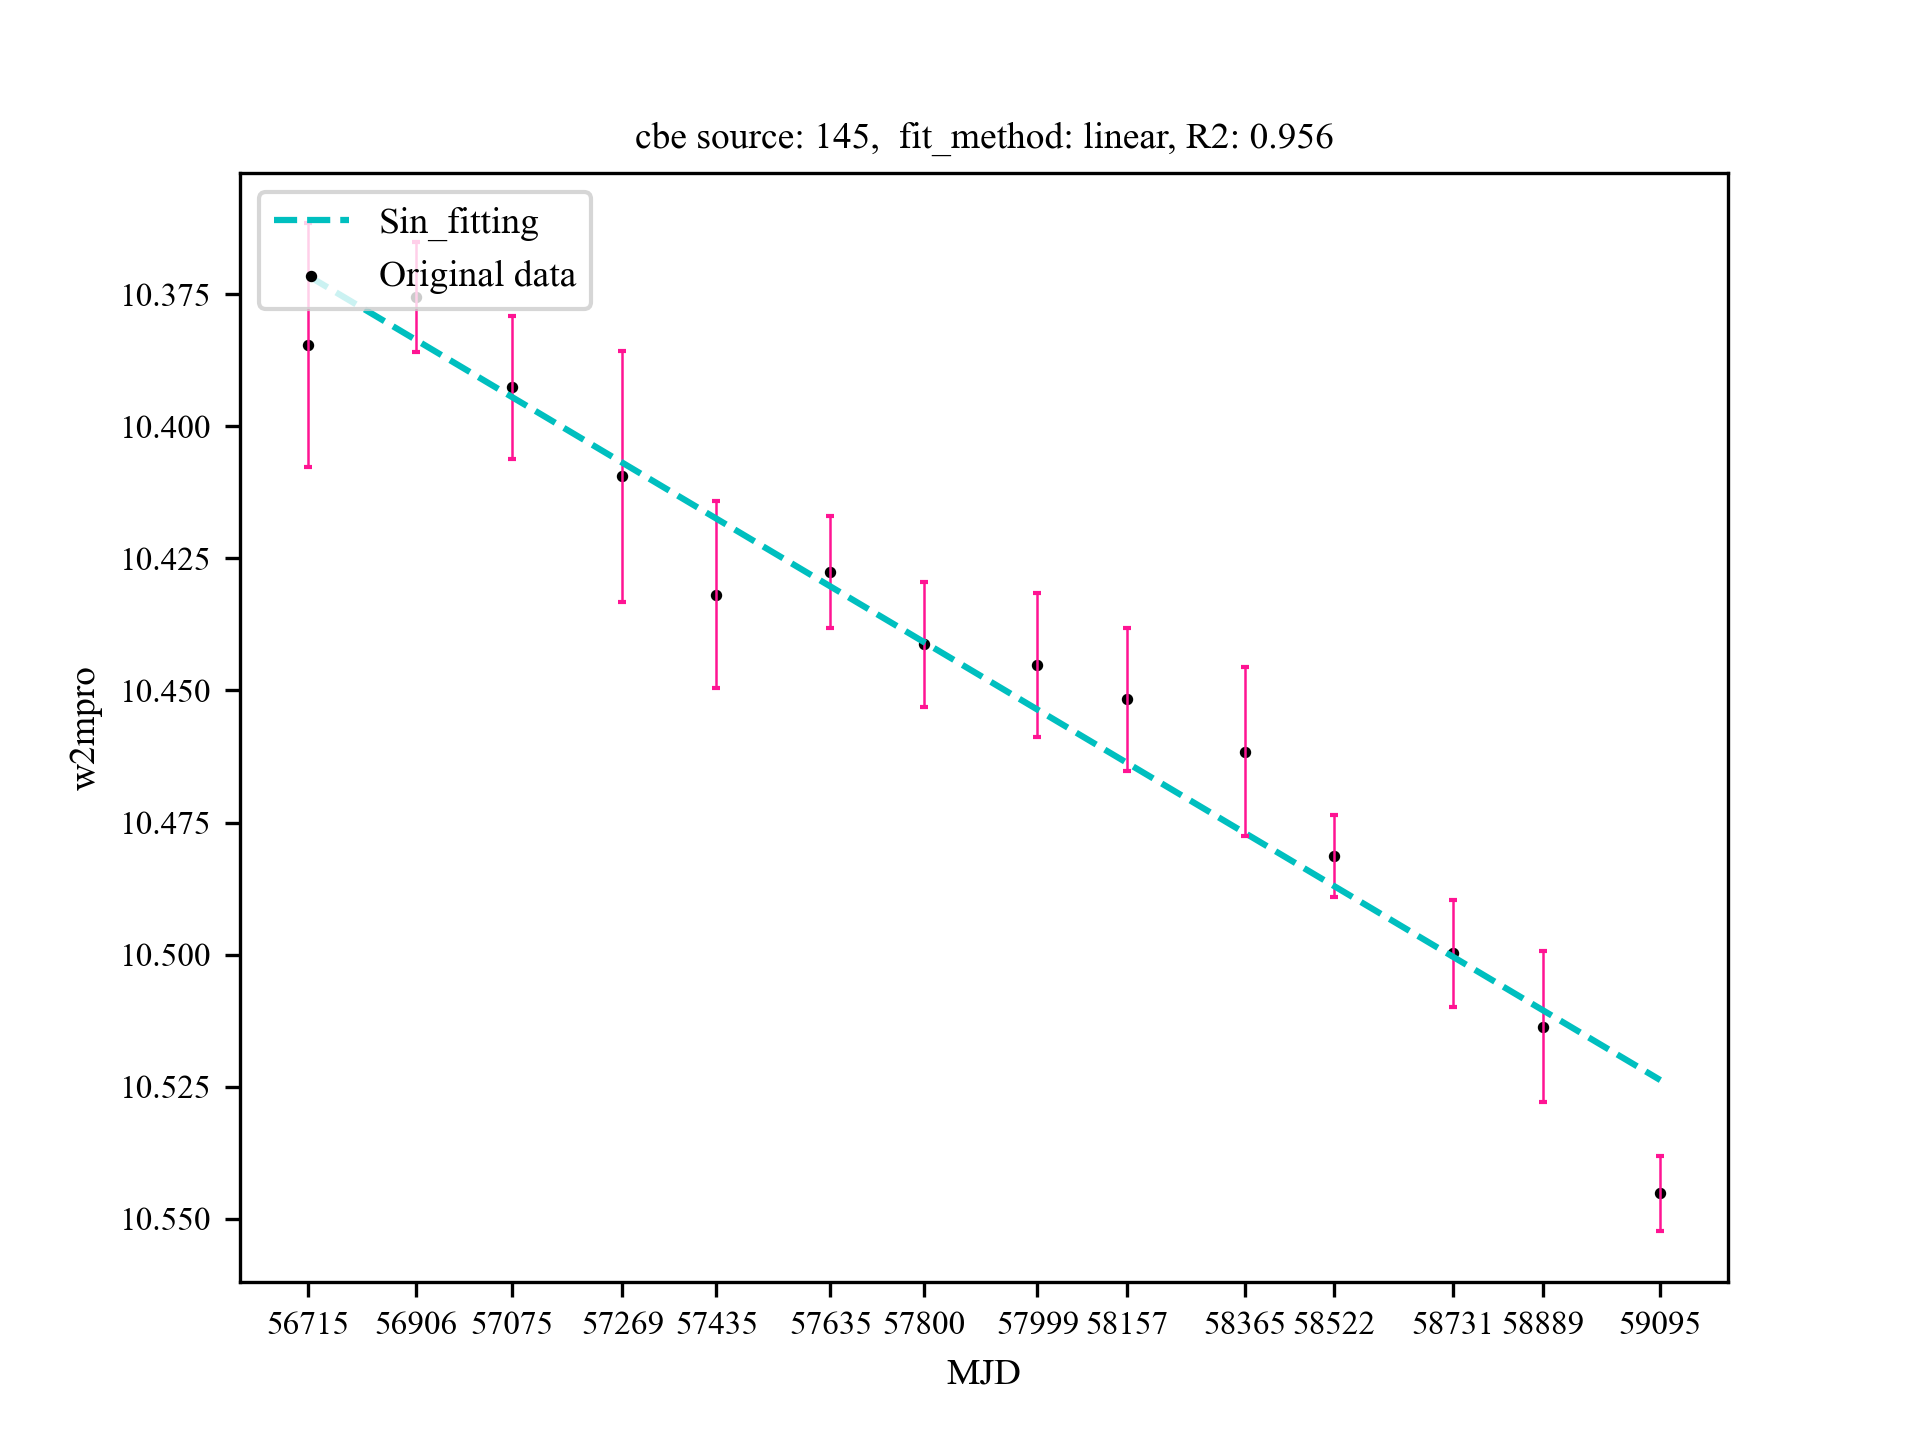 cbe source: 145,  fit_method: linear, R2: 0.956
Sin_fitting
Original data
10.375
10.400
10.425
10.450
10.475
10.500
10.525
10.550
w2mpro
56715 56906 57075 57269 57435 57635 57800 57999 58157 58365 58522 58731 58889 59095
MJD